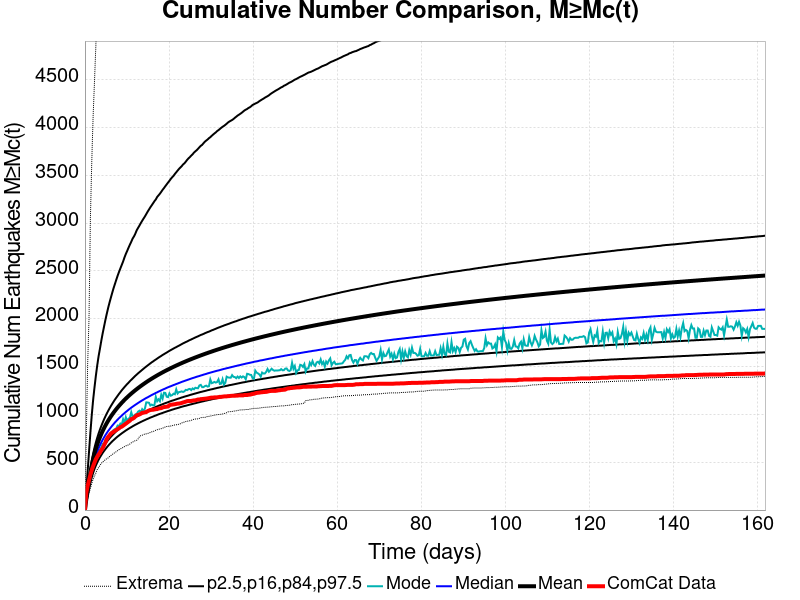 Cumulative Number Comparison, M≥Mc(t)
Cumulative Num Earthquakes M≥Mc(t)
4500
4000
3500
3000
2500
2000
1500
1000
500
0
0 20 40 60 80 100 120 140 160
Time (days)
Extrema p2.5,p16,p84,p97.5 Mode Median Mean ComCat Data